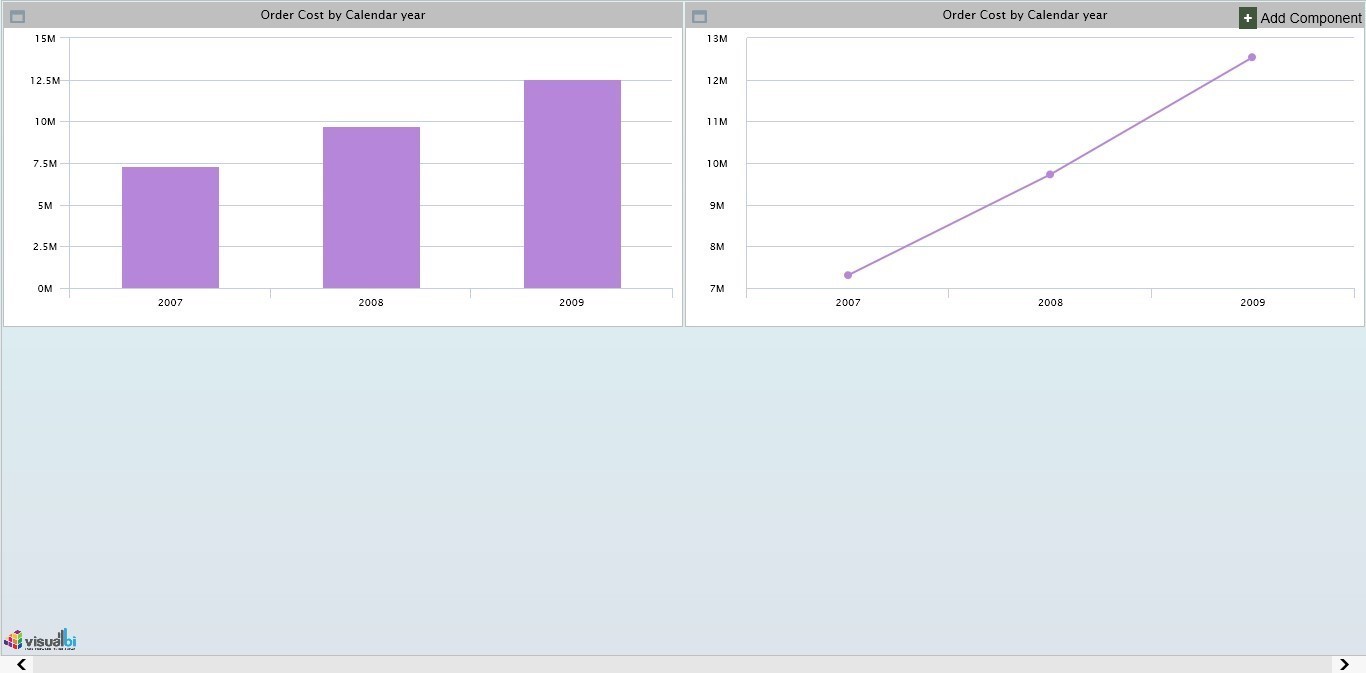 Order Cost by Calendar year
15M
12.5M
10M
7.5M
5M
2.5M
0M
2007 2008 2009
Order Cost by Calendar year
+ Add Component
13M
12M
11M
10M
9M
8M
7M
2007 2008 2009
visualbi